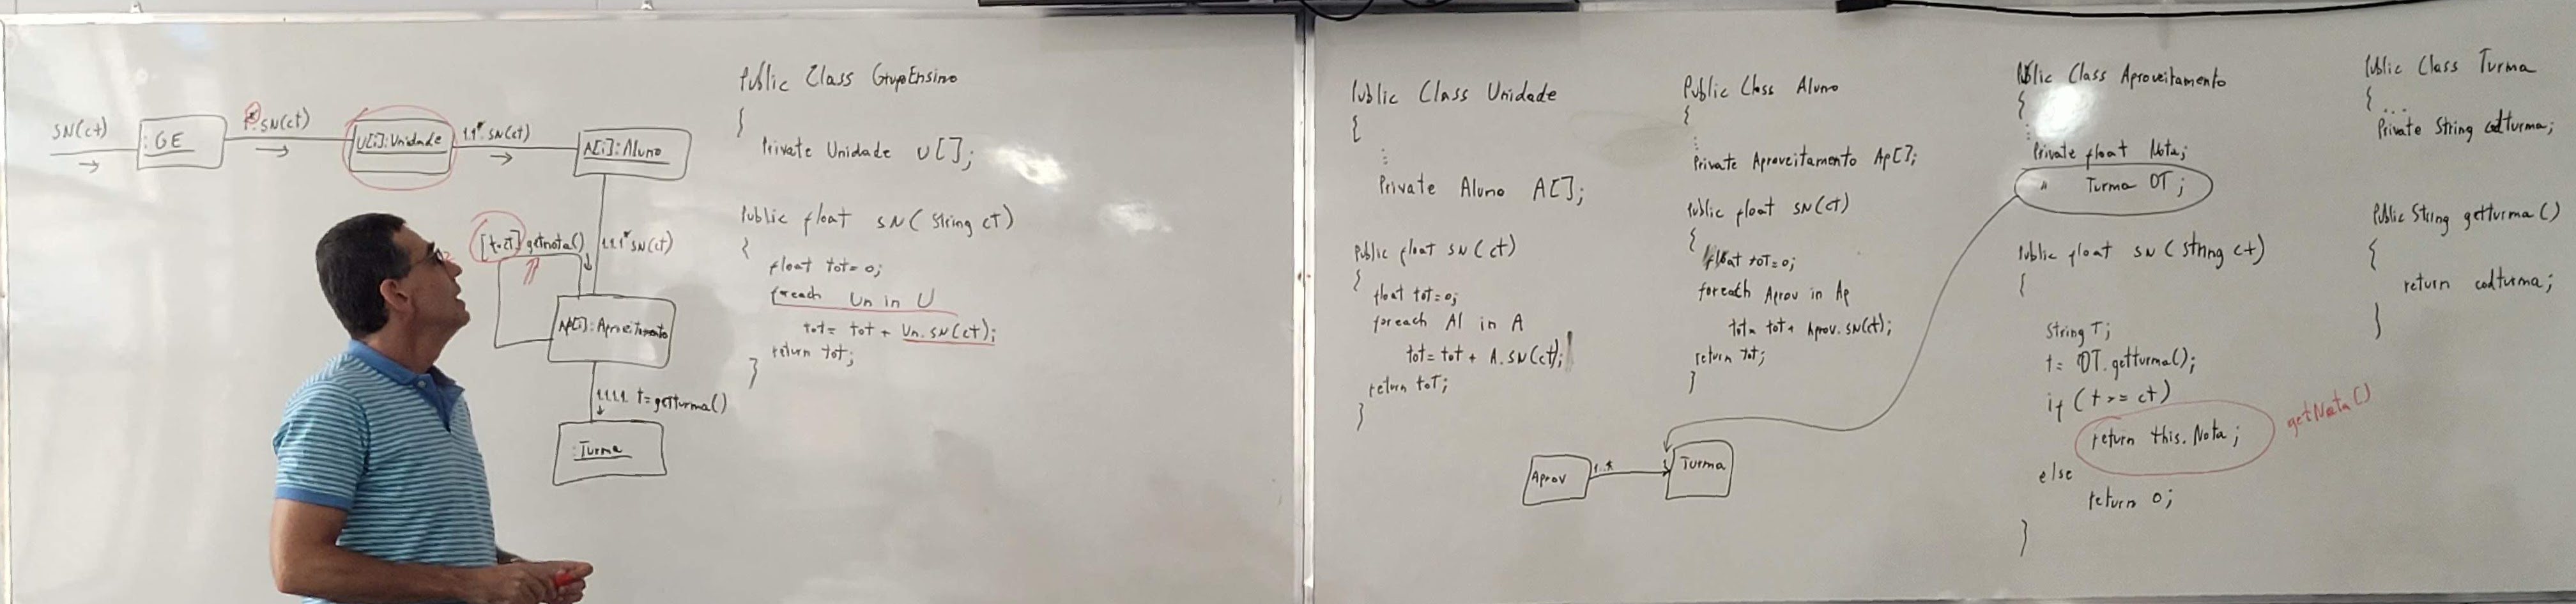 SN(ct)
: GE
1*: SN(ct)
U[i]: Unidade
1.1*: SN(ct)
A[i]: Aluno
[t=ct] getnota()
1.1.1* SN(ct)
Ap[i]: Aproveitamento
1.1.1.1. t=getturma()
: Turma
Public Class GrupoEnsino
{
Private Unidade U[];
Public float SN( String cT)
{
float tot=0;
foreach Un in U
tot= tot + Un.SN(ct);
return tot;
}
Public Class Unidade
{
⋮
Private Aluno A[];
Public float SN(ct)
{
float tot=0;
foreach Al in A
tot= tot + A.SN(ct);
return toT;
}
Public Class Aluno
{
⋮
Private Aproveitamento Ap[];
Public float SN(ct)
{
float toT=0;
foreach Aprov in Ap
tot= tot + Aprov.SN(ct);
return tot;
}
Aprov
1..*
1
Turma
Public Class Aproveitamento
{
⋮
Private float Nota;
" Turma OT;
Public float SN (String ct)
{
String T;
t= OT.getturma();
if (t == ct)
return this.Nota;
getNota()
else
return 0;
}
Public Class Turma
{ ...
Private String codturma;
Public String getturma()
{
return codturma;
}